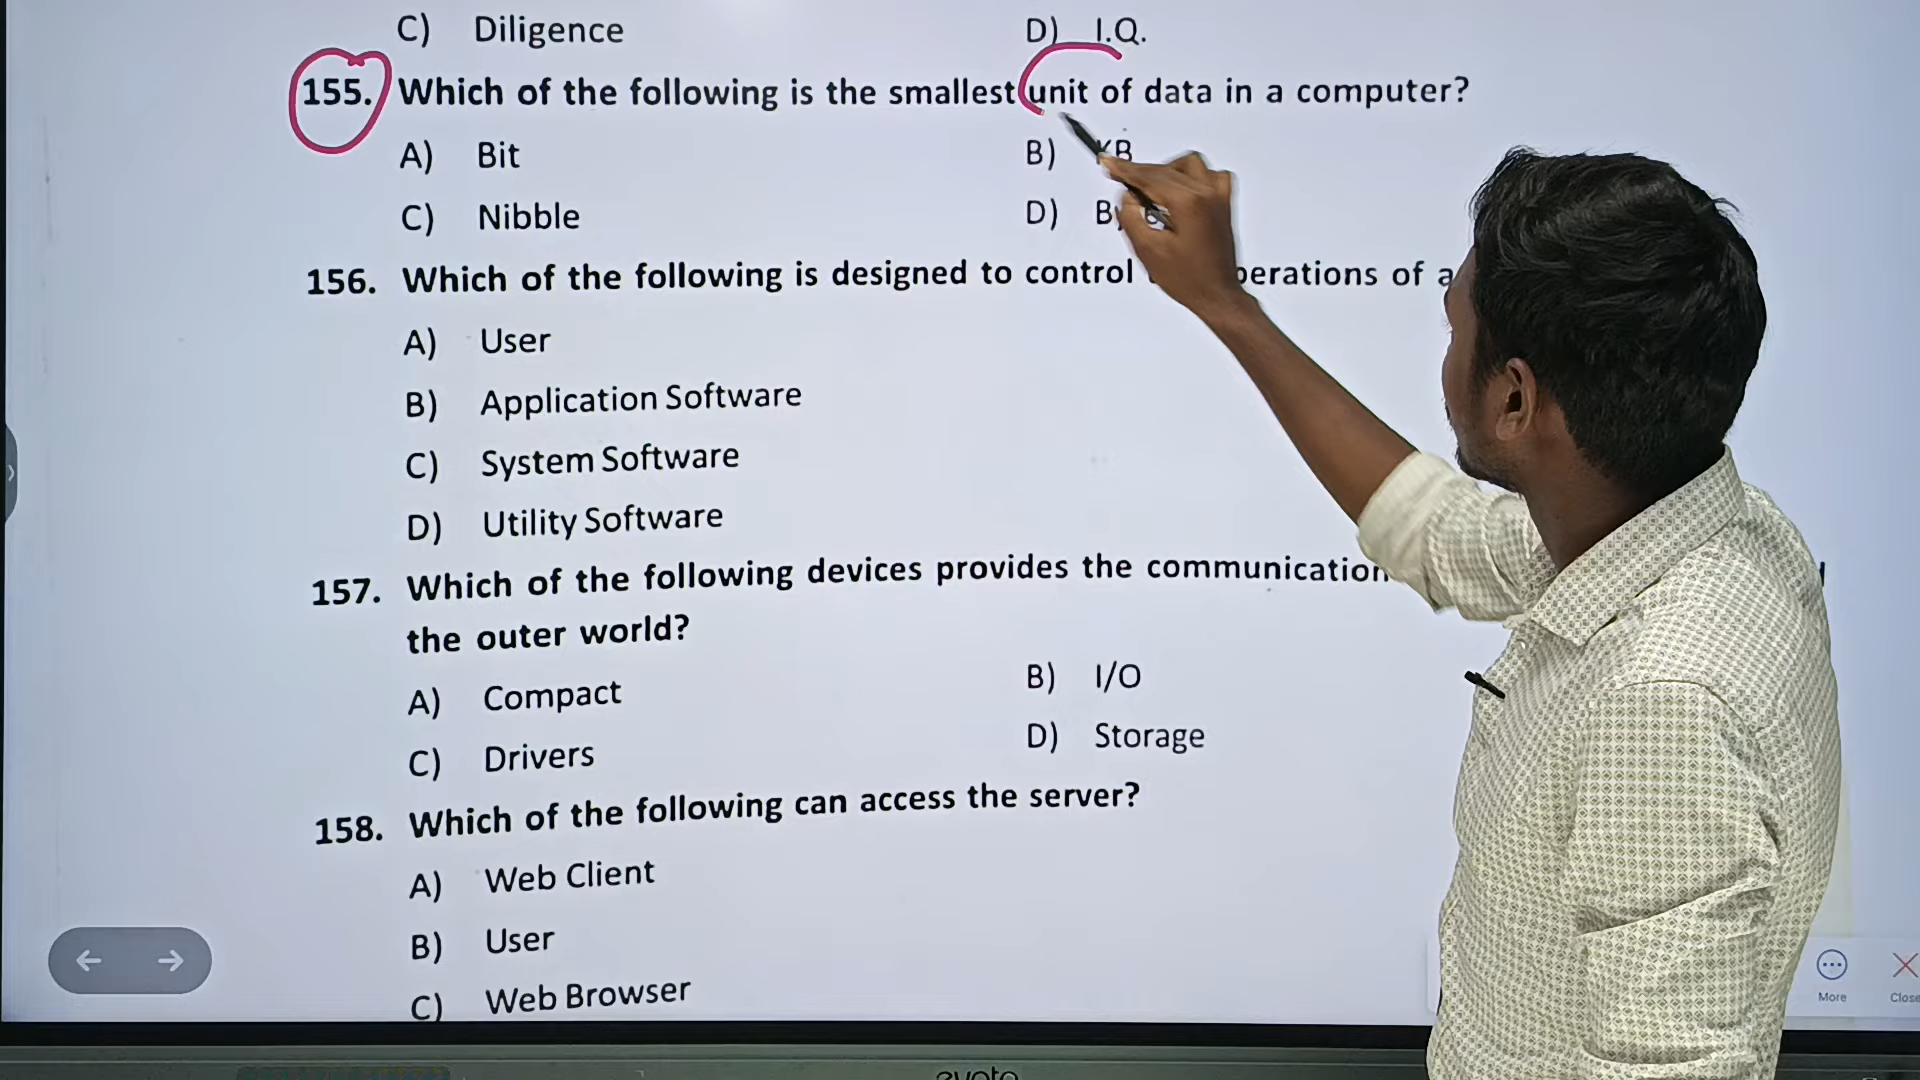 C) Diligence D) I.Q.
155. Which of the following is the smallest unit of data in a computer?
A) Bit B) KB
C) Nibble D)
156. Which of the following is designed to control operations of a
A) User
B) Application Software
C) System Software
D) Utility Software
157. Which of the following devices provides the communication
the outer world?
A) Compact B) I/O
C) Drivers D) Storage
158. Which of the following can access the server?
A) Web Client
B) User
C) Web Browser
More Close